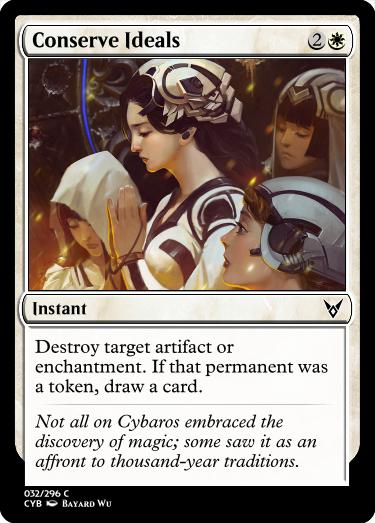 Conserve Ideals 2
Instant
Destroy target artifact or
enchantment. If that permanent was
a token, draw a card.
Not all on Cybaros embraced the
discovery of magic; some saw it as an
affront to thousand-year traditions.
032/296 C
CYB Bayard Wu